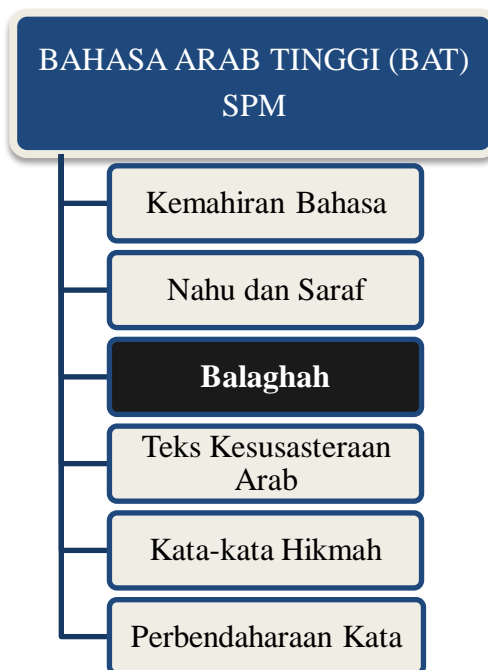 BAHASA ARAB TINGGI (BAT)
SPM
Kemahiran Bahasa
Nahu dan Saraf
Balaghah
Teks Kesusasteraan
Arab
Kata-kata Hikmah
Perbendaharaan Kata